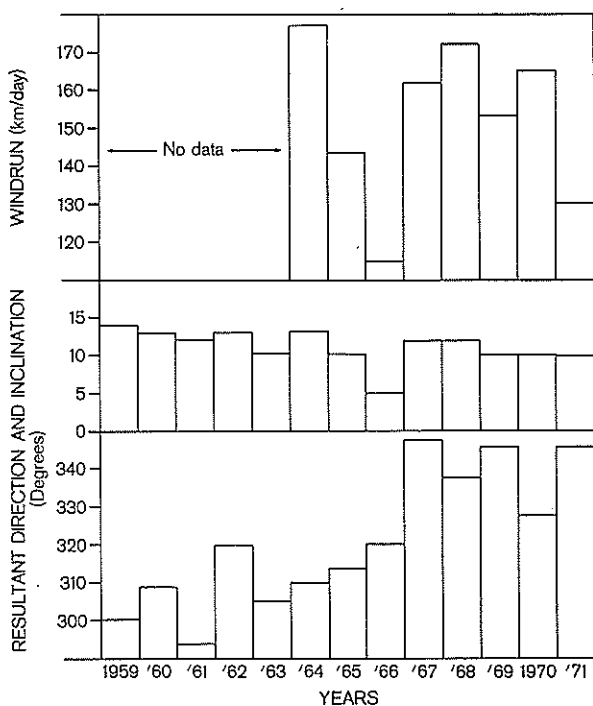 WINDRUN (km/day)
170
160
150
140
130
120
No data
RESULTANT DIRECTION AND INCLINATION
(Degrees)
15
10
5
0
340
330
320
310
300
1959 '60 '61 '62 '63 '64 '65 '66 '67 '68 '69 1970 '71
YEARS